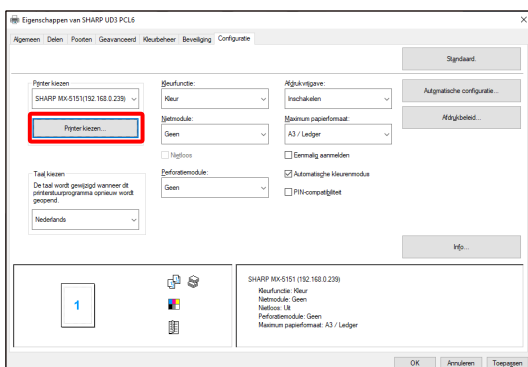 Eigenschappen van SHARP UD3 PCL6
Algemeen Delen Poorten Geavanceerd Kleurbeheer Beveiliging Configuratie
Standaard.
Printer kiezen
SHARP MX-5151(192.168.0.239)
Printer kiezen...
Kleurfunctie:
Kleur
Nietmodule:
Geen
Nietloos
Perforatiemodule:
Geen
Afdrukvrijgave:
Inschakelen
Maximum papierformaat:
A3 / Ledger
Eenmalig aanmelden
Automatische kleurenmodus
PIN-compatibiliteit
Automatische configuratie...
Afdrukbeleid...
Taal kiezen
De taal wordt gewijzigd wanneer dit
printerstuurprogramma opnieuw wordt
geopend.
Nederlands
Info...
1
SHARP MX-5151 (192.168.0.239)
Kleurfunctie: Kleur
Nietmodule: Geen
Nietloos: Uit
Perforatiemodule: Geen
Maximum papierformaat: A3 / Ledger
OK Annuleren Toepassen